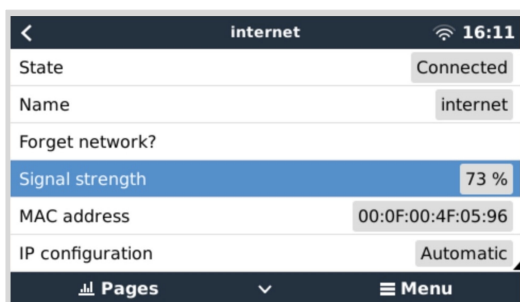 internet 16:11
State Connected
Name internet
Forget network?
Signal strength 73 %
MAC address 00:0F:00:4F:05:96
IP configuration Automatic
Pages Menu